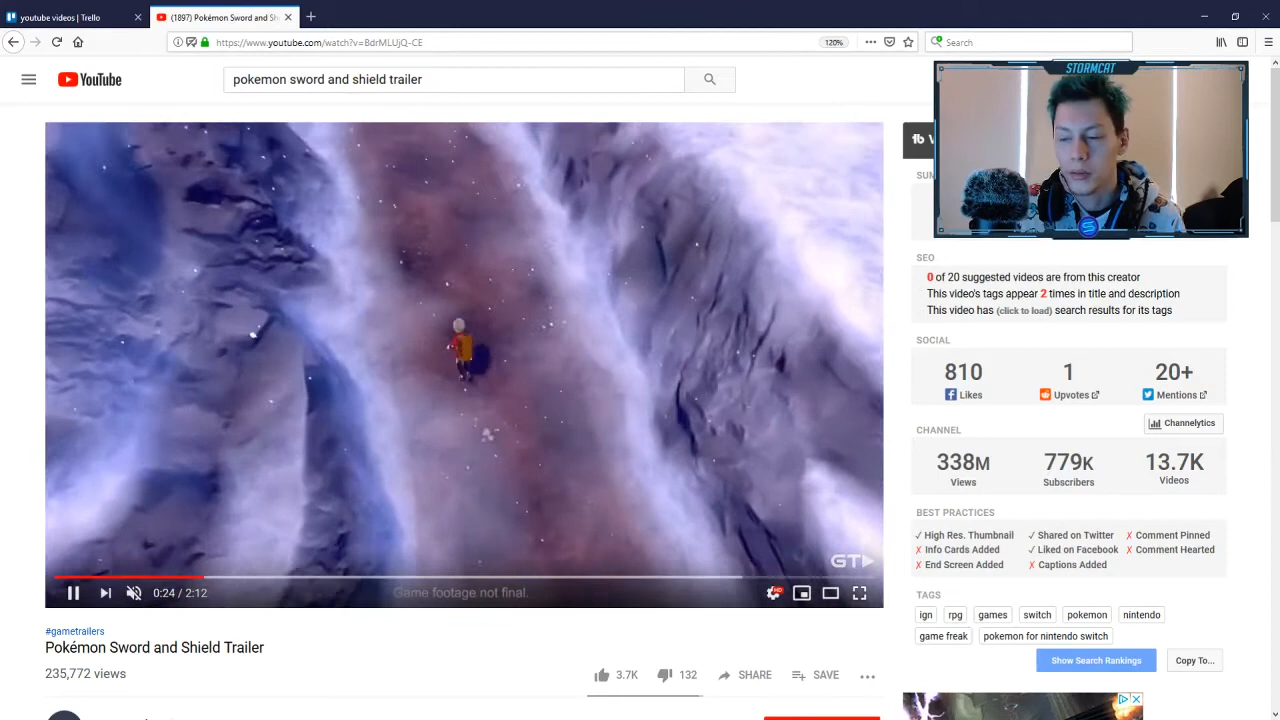 youtube videos | Trello
(1897) Pokémon Sword and Sh
https://www.youtube.com/watch?v=BdrMLUjQ-CE
120%
Search
YouTube
pokemon sword and shield traier
STORMCAT
tb
SEO
0 of 20 suggested videos are from this creator
This video's tags appear 2 times in title and description
This video has (click to load) search results for its tags
SOCIAL
810 1 20+
Likes Upvotes Mentions
Channelytics
CHANNEL
338M 779K 13.7K
Views Subscribers Videos
BEST PRACTICES
✓ High Res. Thumbnail ✓ Shared on Twitter ✗ Comment Pinned
✗ Info Cards Added ✓ Liked on Facebook ✗ Comment Hearted
✗ End Screen Added ✗ Captions Added
GT
0:24 / 2:12
Game footage not final.
HD
TAGS
ign rpg games switch pokemon nintendo
game freak pokemon for nintendo switch
Show Search Rankings Copy To...
#gametrailers
Pokémon Sword and Shield Trailer
235,772 views
3.7K 132 SHARE SAVE